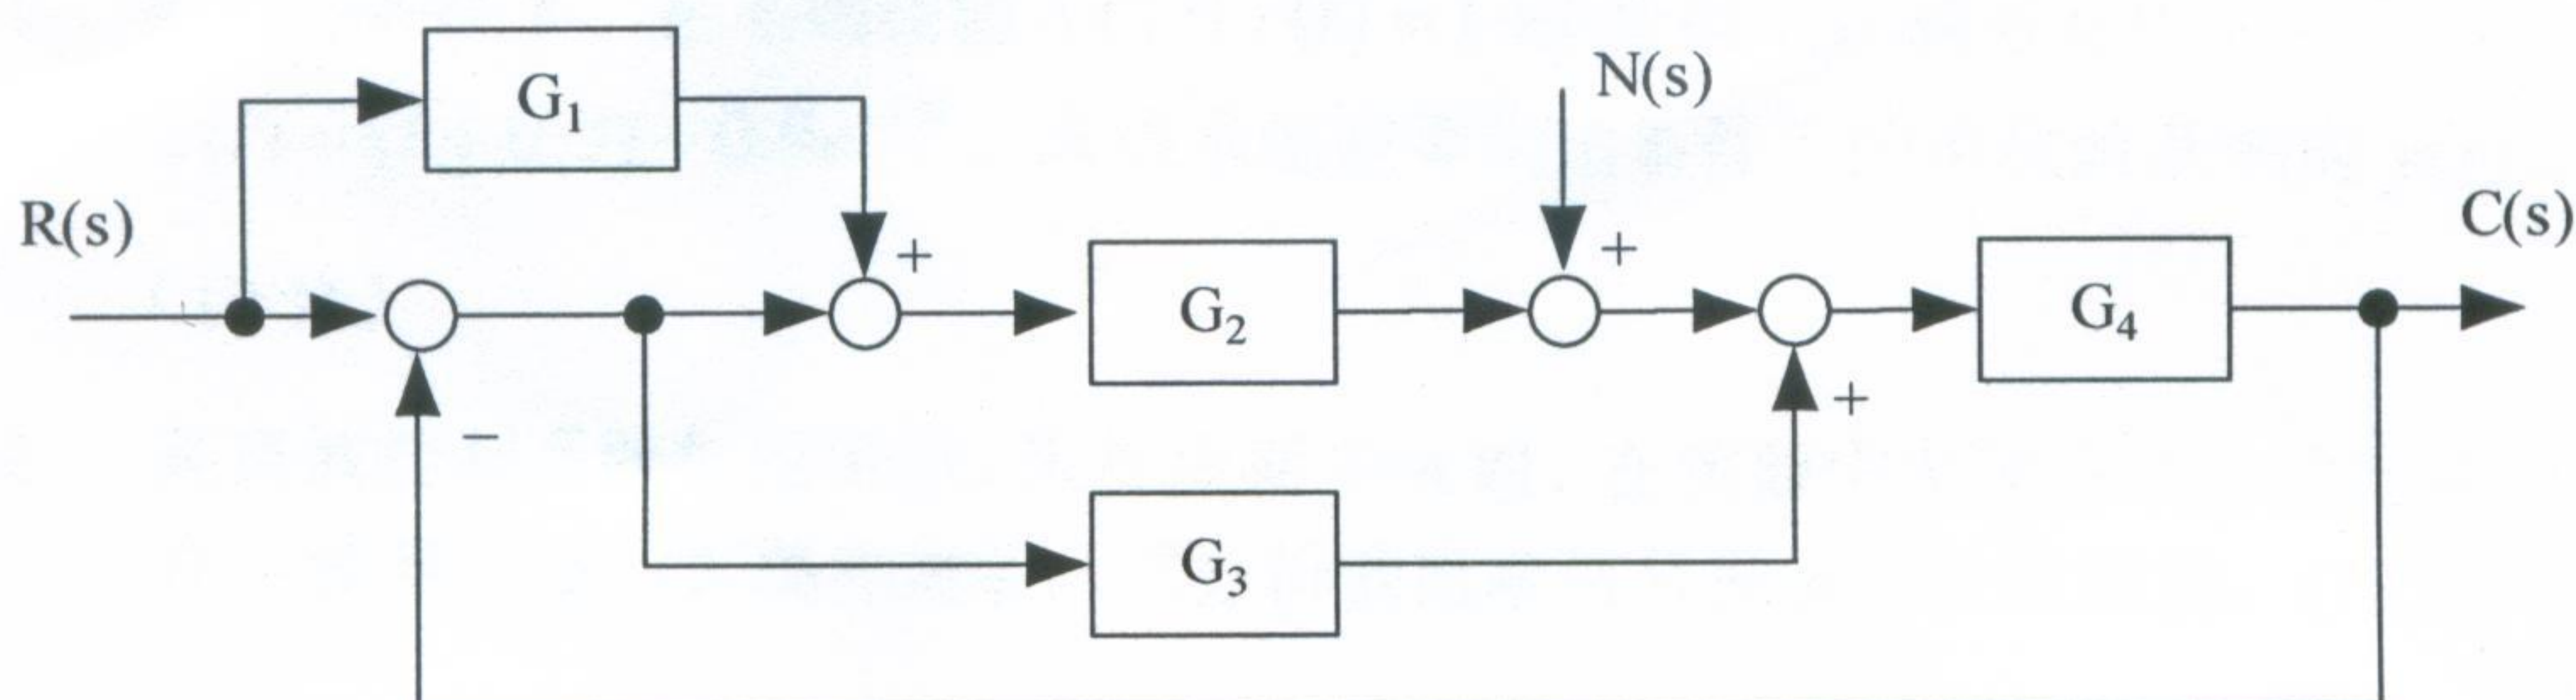 G₁
N(s)
R(s)
C(s)
+
+
G₂
G₄
+
−
G₃